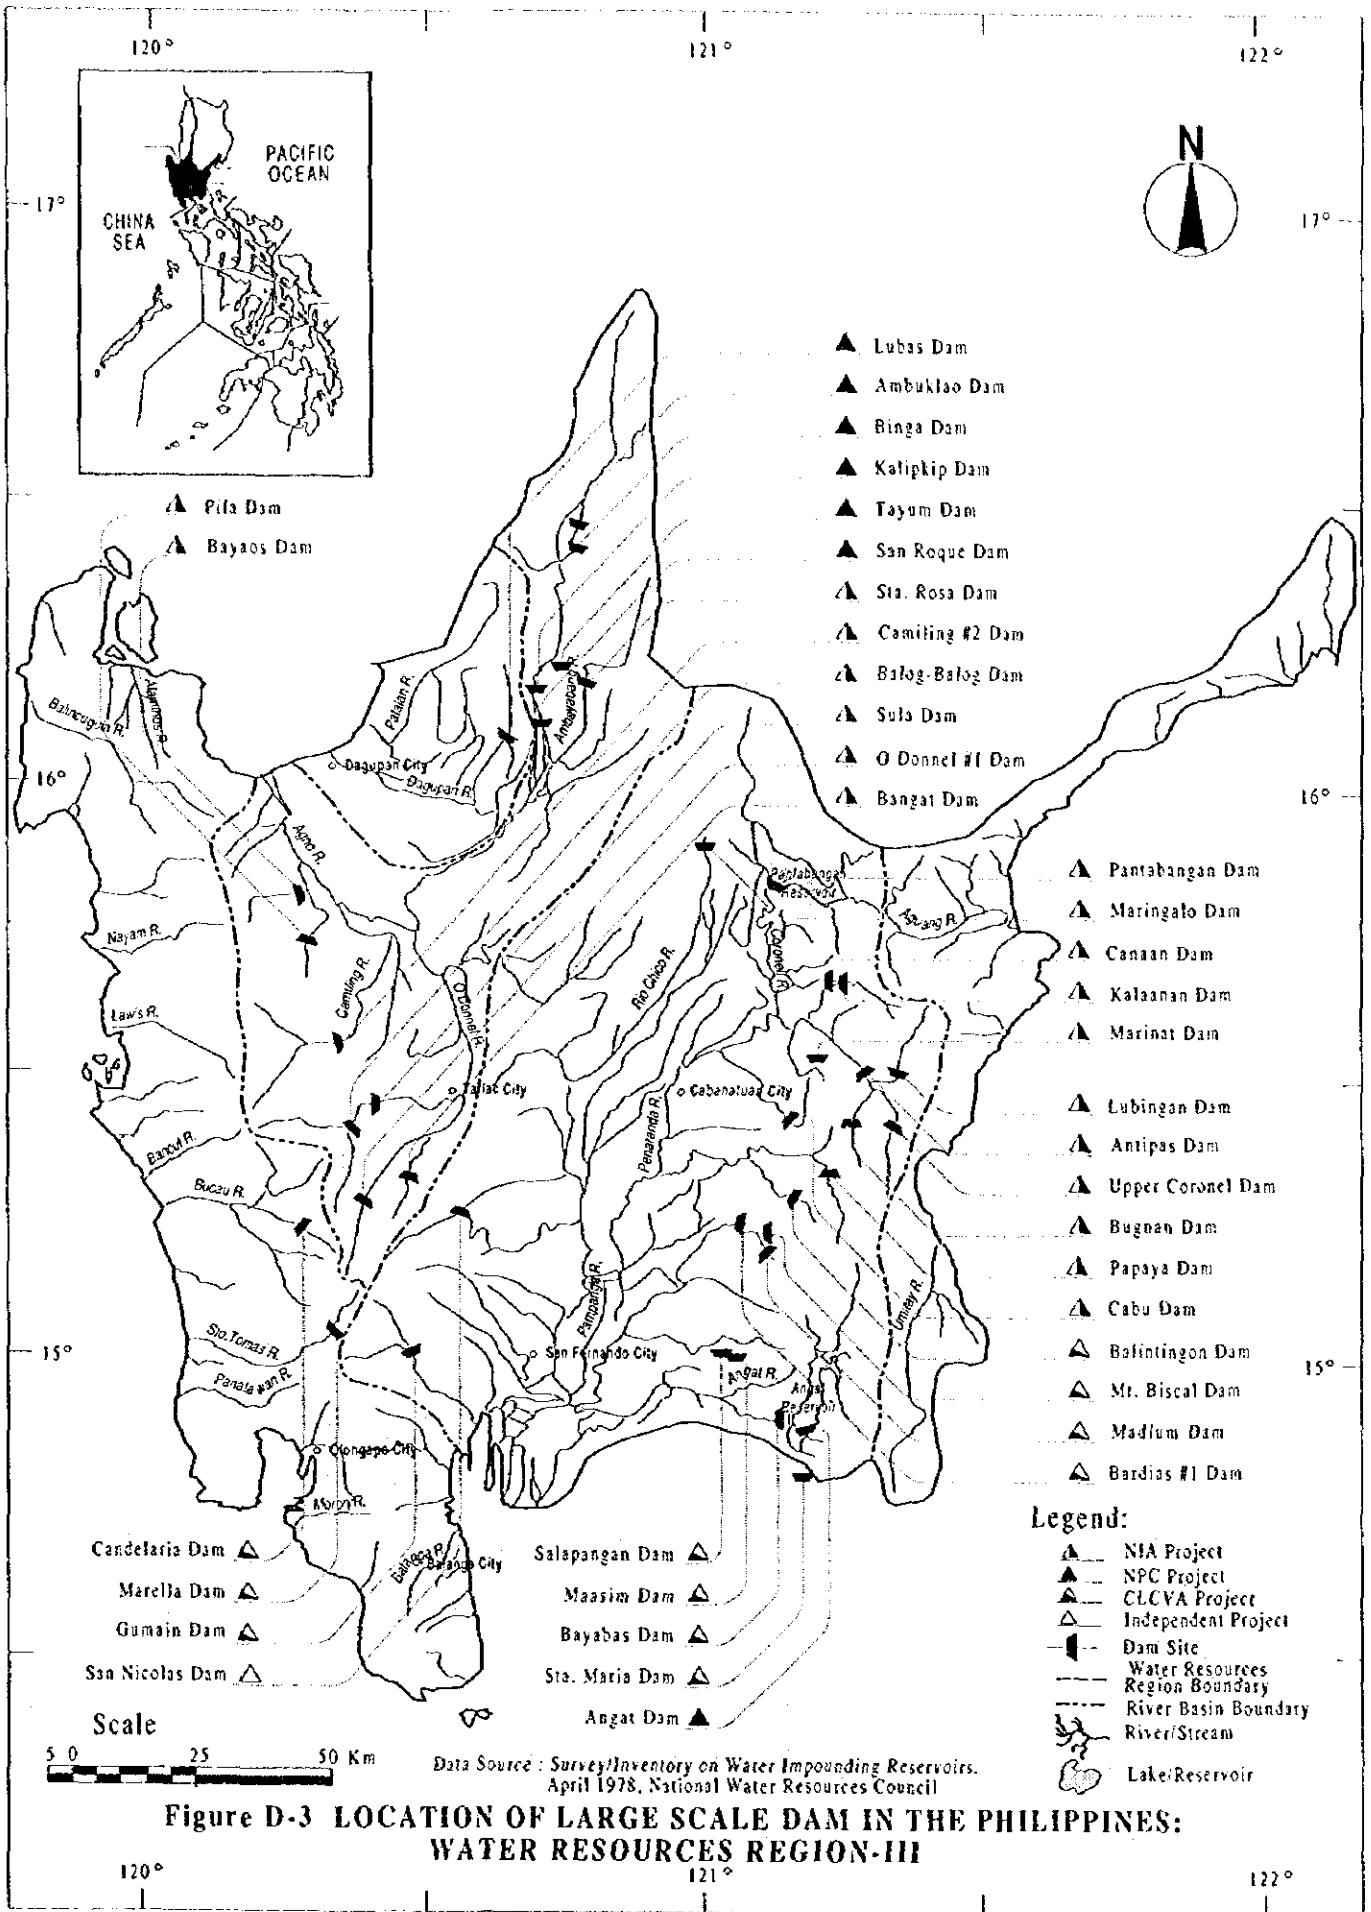 120°
121°
122°
PACIFIC
OCEAN
CHINA
SEA
N
17°
17°
Lubas Dam
Ambuklao Dam
Binga Dam
Kalipkip Dam
Tayum Dam
San Roque Dam
Sta. Rosa Dam
Camiling #2 Dam
Balog-Balog Dam
Sula Dam
O Donnel #1 Dam
Bangat Dam
Pila Dam
Bayaos Dam
Balincuguin R.
Alaminos R.
Patalan R.
Ambayabang R.
Dagupan City
Dagupan R.
16°
16°
Agno R.
Pantabangan
Reservoir
Aguang R.
Pantabangan Dam
Maringalo Dam
Canaan Dam
Kalaanan Dam
Marinat Dam
Nayam R.
Camiling R.
O Donnel R.
Rio Chico R.
Coronel R.
Lawis R.
Tarlac City
Cabanatuan City
Penaranda R.
Bancut R.
Bucau R.
Lubingan Dam
Antipas Dam
Upper Coronel Dam
Bugnan Dam
Papaya Dam
Cabu Dam
Balintingon Dam
Mt. Biscal Dam
Madlum Dam
Bardias #1 Dam
Pampanga R.
Umiray R.
Sto. Tomas R.
15°
15°
San Fernando City
Angat R.
Angat
Reservoir
Olongapo City
Moron R.
Balanga City
Candelaria Dam
Marella Dam
Gumain Dam
San Nicolas Dam
Salapangan Dam
Maasim Dam
Bayabas Dam
Sta. Maria Dam
Angat Dam
Legend:
NIA Project
NPC Project
CLCVA Project
Independent Project
Dam Site
Water Resources
Region Boundary
River Basin Boundary
River/Stream
Lake/Reservoir
Scale
5 0 25 50 Km
Data Source : Survey/Inventory on Water Impounding Reservoirs.
April 1978, National Water Resources Council
Figure D-3 LOCATION OF LARGE SCALE DAM IN THE PHILIPPINES:
WATER RESOURCES REGION-III
120°
121°
122°